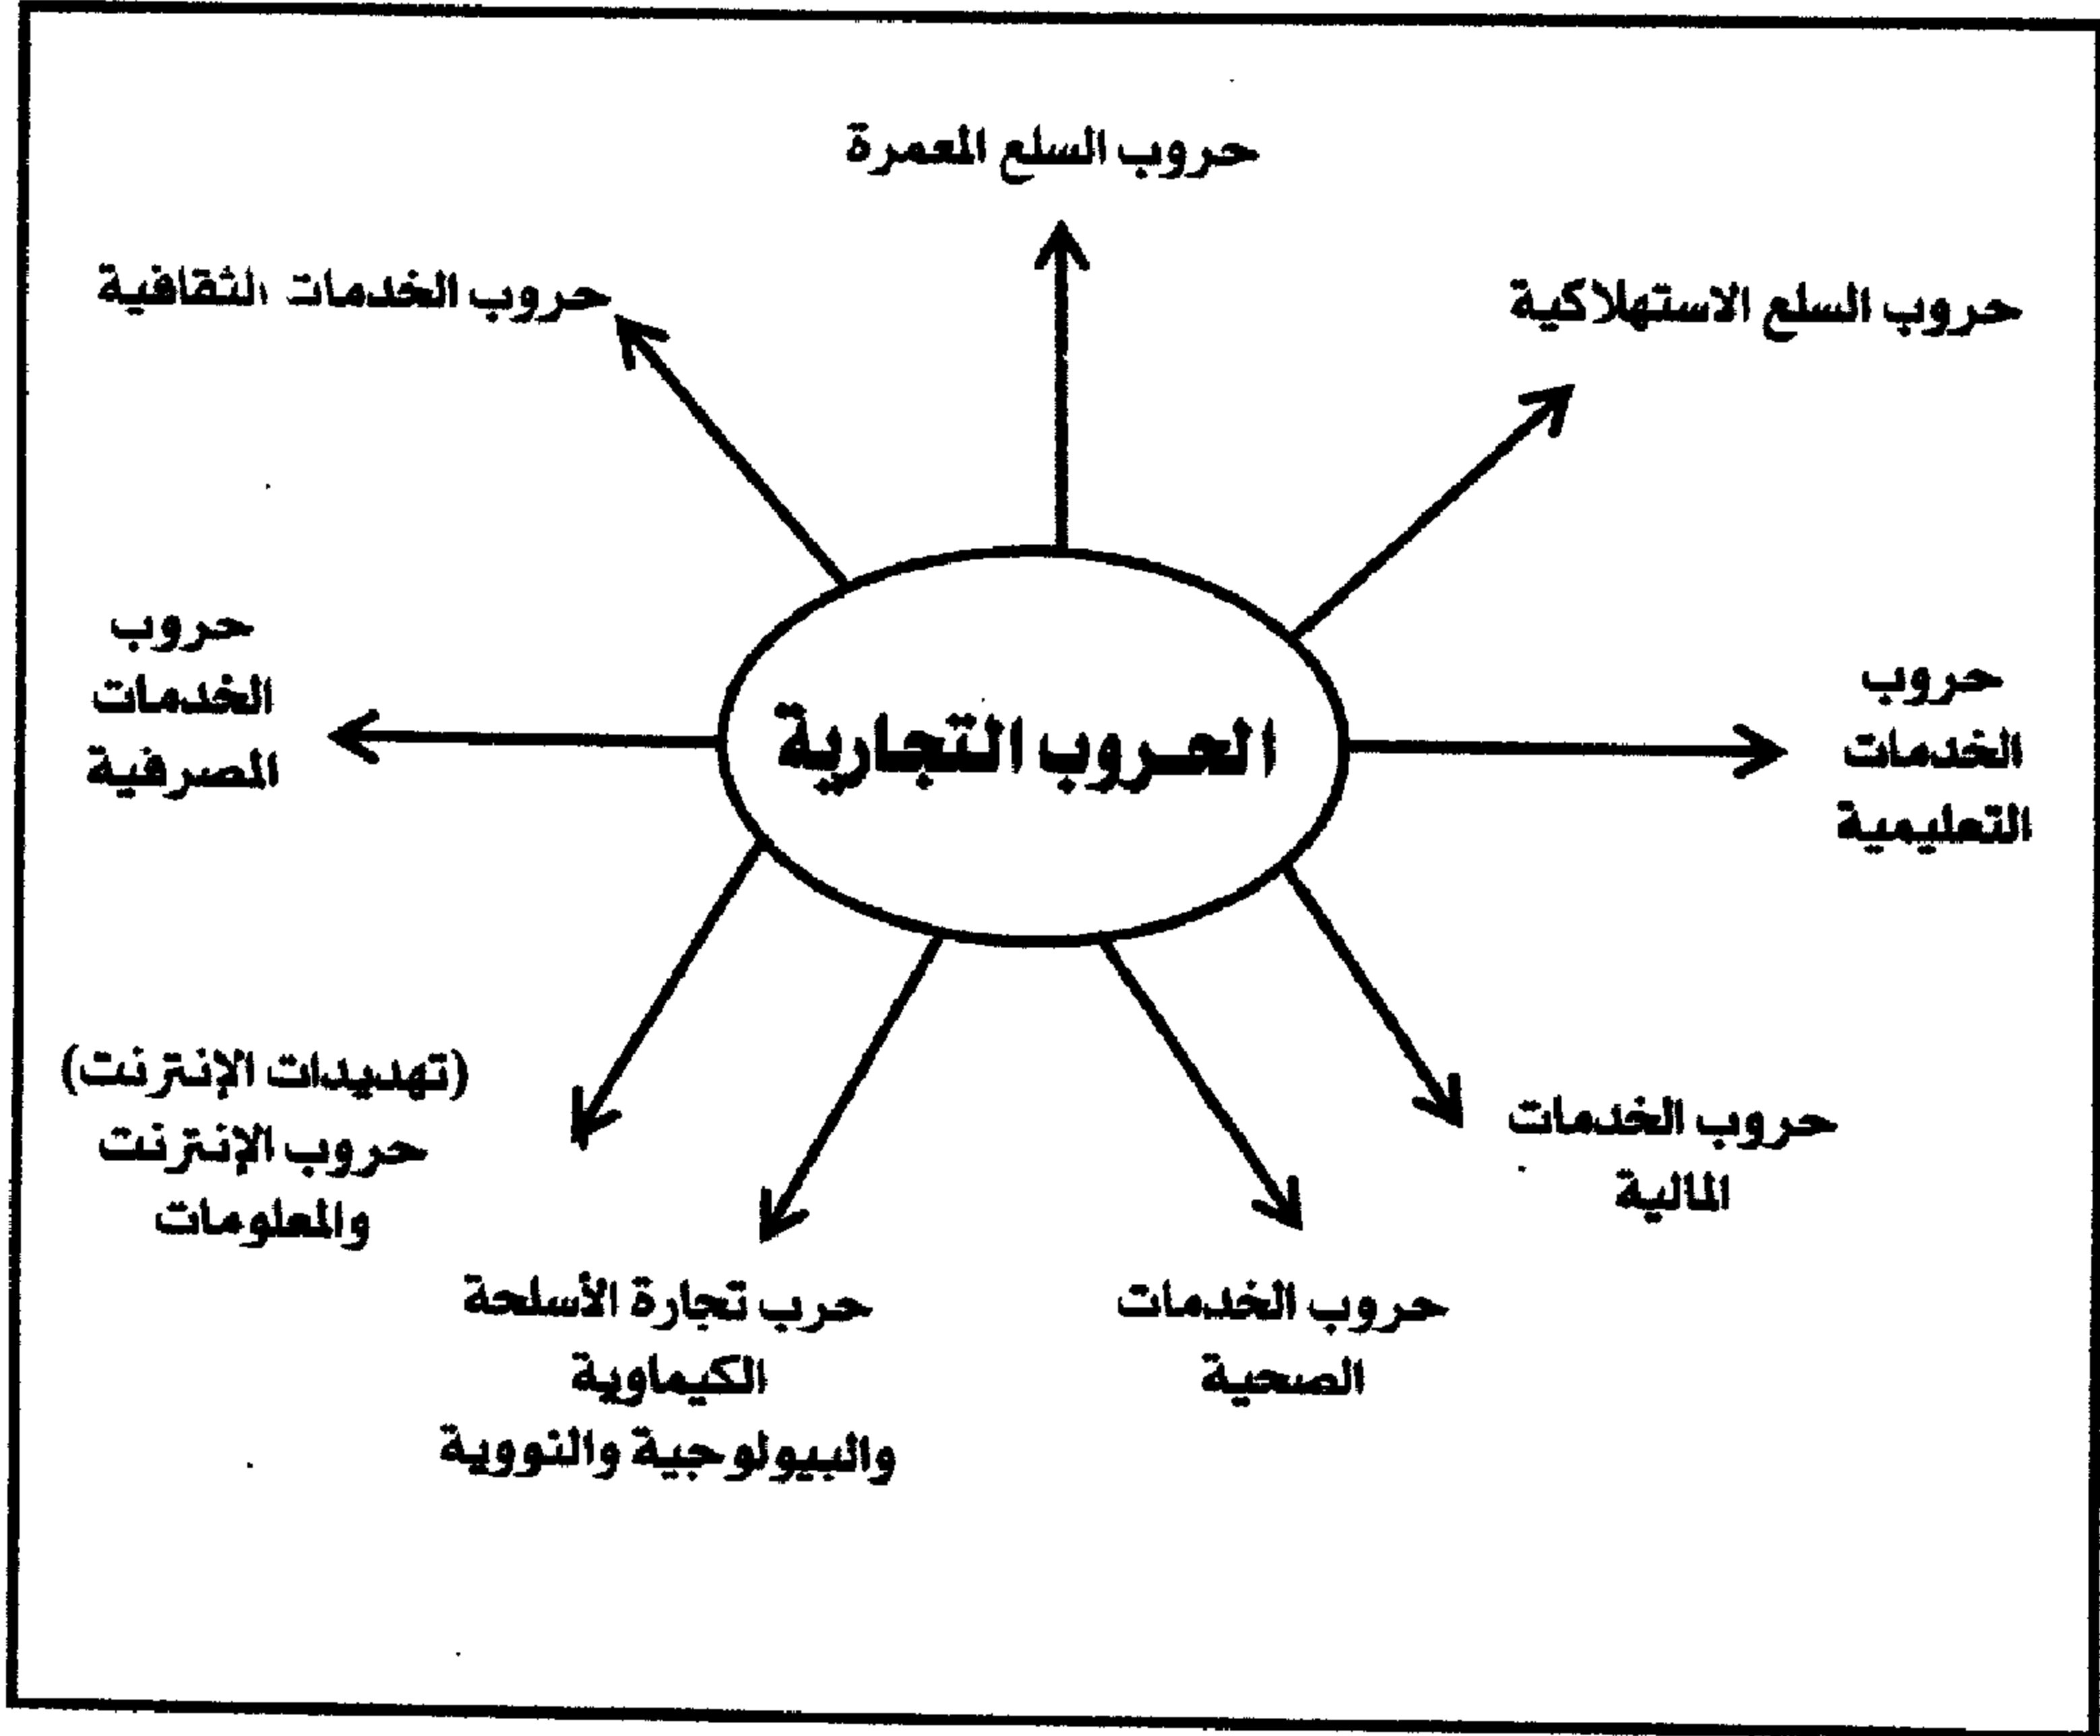 حروب السلع المعمرة
حروب السلع الاستهلاكية
حروب الخدمات الثقافية
حروب
الخدمات
التعليمية
الحروب التجارية
حروب
الخدمات
المصرفية
حروب الخدمات
المالية
(تهديدات الإنترنت)
حروب الإنترنت
والمعلومات
حروب الخدمات
الصحية
حرب تجارة الأسلحة
الكيماوية
والبيولوجية والنووية